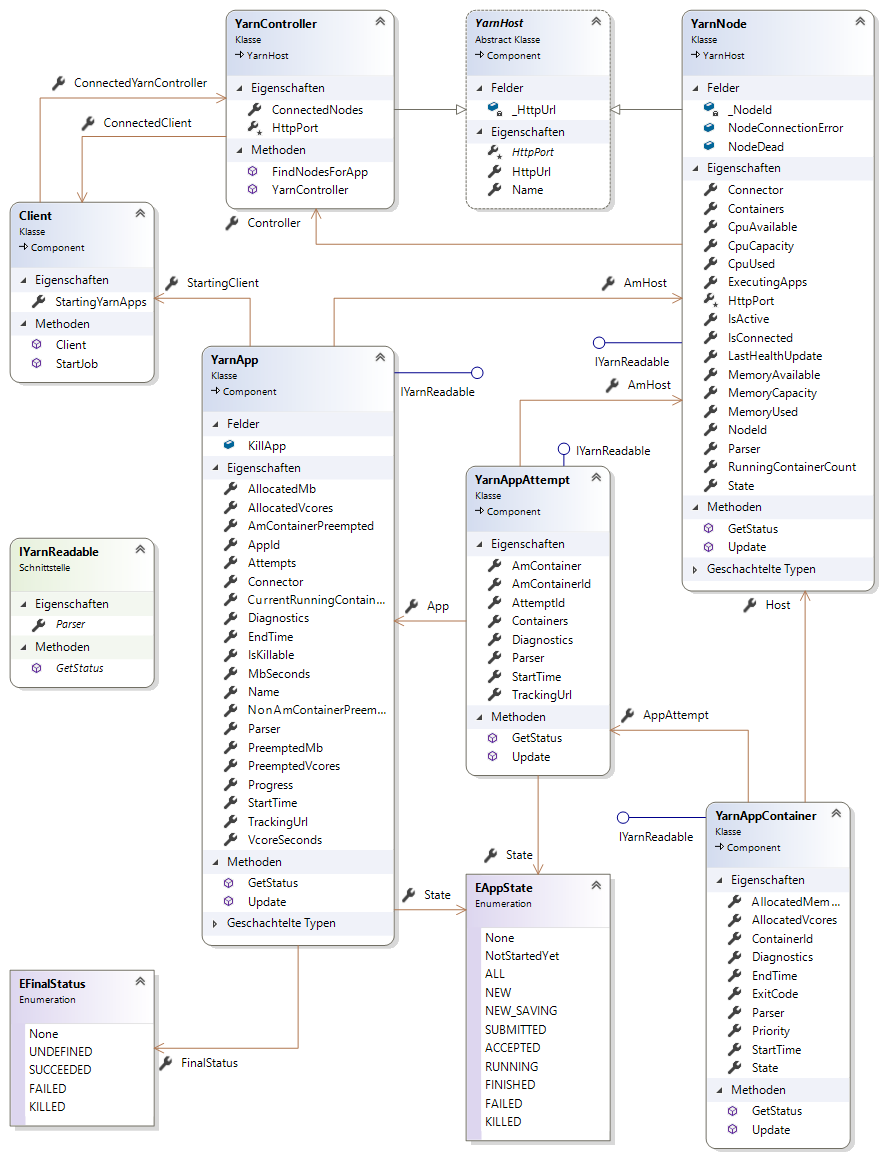 YarnController
Klasse
YarnHost
Eigenschaften
ConnectedNodes
HttpPort
Methoden
FindNodesForApp
YarnController
YarnHost
Abstract Klasse
Component
Felder
_HttpUrl
Eigenschaften
HttpPort
HttpUrl
Name
YarnNode
Klasse
YarnHost
Felder
_NodeId
NodeConnectionError
NodeDead
Eigenschaften
Connector
Containers
CpuAvailable
CpuCapacity
CpuUsed
ExecutingApps
HttpPort
IsActive
IsConnected
LastHealthUpdate
MemoryAvailable
MemoryCapacity
MemoryUsed
NodeId
Parser
RunningContainerCount
State
Methoden
GetStatus
Update
Geschachtelte Typen
ConnectedYarnController
ConnectedClient
Controller
Client
Klasse
Component
Eigenschaften
StartingYarnApps
Methoden
Client
StartJob
StartingClient
AmHost
IYarnReadable
AmHost
IYarnReadable
IYarnReadable
YarnApp
Klasse
Component
Felder
KillApp
Eigenschaften
AllocatedMb
AllocatedVcores
AmContainerPreempted
AppId
Attempts
Connector
CurrentRunningContain...
Diagnostics
EndTime
IsKillable
MbSeconds
Name
NonAmContainerPreem...
Parser
PreemptedMb
PreemptedVcores
Progress
StartTime
TrackingUrl
VcoreSeconds
Methoden
GetStatus
Update
Geschachtelte Typen
YarnAppAttempt
Klasse
Component
Eigenschaften
AmContainer
AmContainerId
AttemptId
Containers
Diagnostics
Parser
StartTime
TrackingUrl
Methoden
GetStatus
Update
IYarnReadable
Schnittstelle
Eigenschaften
Parser
Methoden
GetStatus
App
Host
AppAttempt
IYarnReadable
State
State
YarnAppContainer
Klasse
Component
Eigenschaften
AllocatedMem...
AllocatedVcores
ContainerId
Diagnostics
EndTime
ExitCode
Parser
Priority
StartTime
State
Methoden
GetStatus
Update
EAppState
Enumeration
None
NotStartedYet
ALL
NEW
NEW_SAVING
SUBMITTED
ACCEPTED
RUNNING
FINISHED
FAILED
KILLED
EFinalStatus
Enumeration
None
UNDEFINED
SUCCEEDED
FAILED
KILLED
FinalStatus